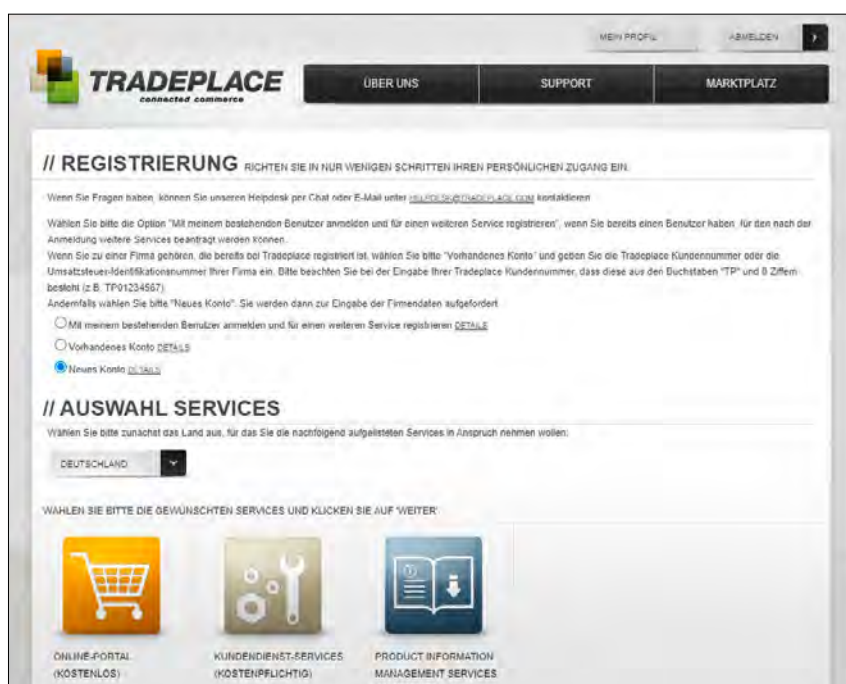 MEIN PROFIL
ABMELDEN
TRADEPLACE
connected commerce
ÜBER UNS
SUPPORT
MARKTPLATZ
// REGISTRIERUNG RICHTEN SIE IN NUR WENIGEN SCHRITTEN IHREN PERSÖNLICHEN ZUGANG EIN.
Wenn Sie Fragen haben, können Sie unseren Helpdesk per Chat oder E-Mail unter HELPDESK@TRADEPLACE.COM kontaktieren
Wählen Sie bitte die Option "Mit meinem bestehenden Benutzer anmelden und für einen weiteren Service registrieren", wenn Sie bereits einen Benutzer haben, für den nach der
Anmeldung weitere Services beantragt werden können.
Wenn Sie zu einer Firma gehören, die bereits bei Tradeplace registriert ist, wählen Sie bitte "Vorhandenes Konto" und geben Sie die Tradeplace Kundennummer oder die
Umsatzsteuer-Identifikationsnummer Ihrer Firma ein. Bitte beachten Sie bei der Eingabe Ihrer Tradeplace Kundennummer, dass diese aus den Buchstaben "TP" und 8 Ziffern
besteht (z.B. TP01234567)
Andernfalls wählen Sie bitte "Neues Konto". Sie werden dann zur Eingabe der Firmendaten aufgefordert
Mit meinem bestehenden Benutzer anmelden und für einen weiteren Service registrieren DETAILS
Vorhandenes Konto DETAILS
Neues Konto DETAILS
// AUSWAHL SERVICES
Wählen Sie bitte zunächst das Land aus, für das Sie die nachfolgend aufgelisteten Services in Anspruch nehmen wollen:
DEUTSCHLAND
WÄHLEN SIE BITTE DIE GEWÜNSCHTEN SERVICES UND KLICKEN SIE AUF 'WEITER'
ONLINE-PORTAL
(KOSTENLOS)
KUNDENDIENST-SERVICES
(KOSTENPFLICHTIG)
PRODUCT INFORMATION
MANAGEMENT SERVICES